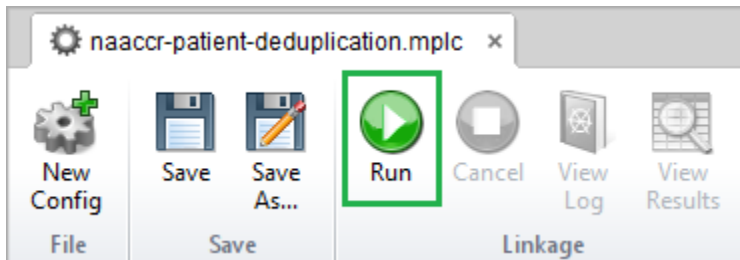 naaccr-patient-deduplication.mplc ×
New Config
Save
Save As...
Run
Cancel
View Log
View Results
File
Save
Linkage